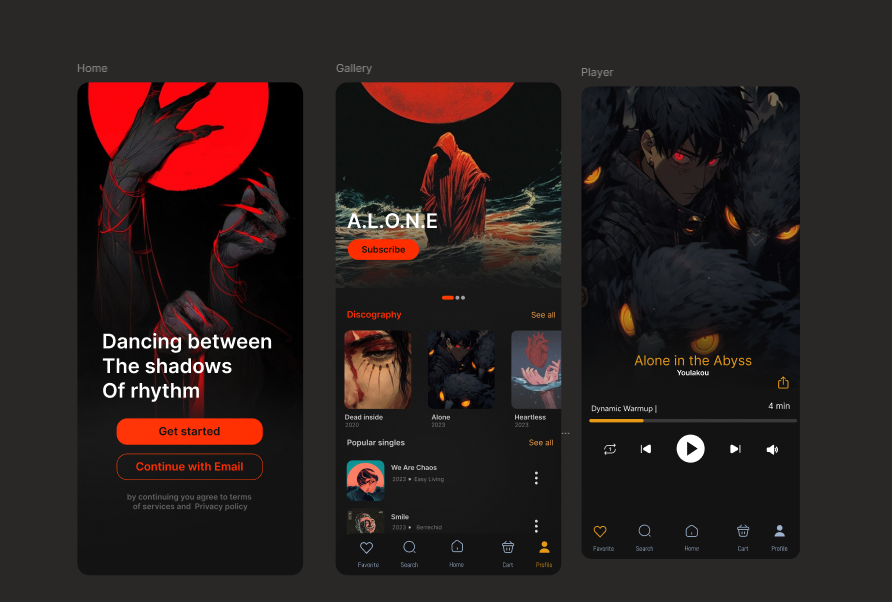 Home
Dancing between
The shadows
Of rhythm
Get started
Continue with Email
by continuing you agree to terms
of services and Privacy policy
Gallery
A.L.O.N.E
Subscribe
Discography
See all
Dead inside
2020
Alone
2023
Heartless
2023
Popular singles
See all
We Are Chaos
2023 • Easy Living
Smile
2023 • Berrechid
Favorite
Search
Home
Cart
Profile
Player
Alone in the Abyss
Youlakou
Dynamic Warmup |
4 min
Favorite
Search
Home
Cart
Profile